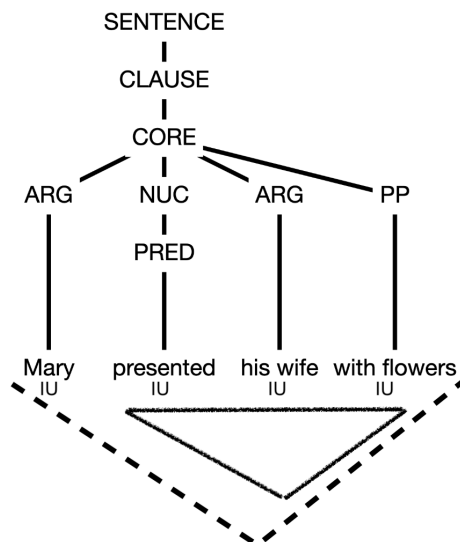 SENTENCE
CLAUSE
CORE
ARG NUC ARG PP
PRED
Mary presented his wife with flowers
IU IU IU IU